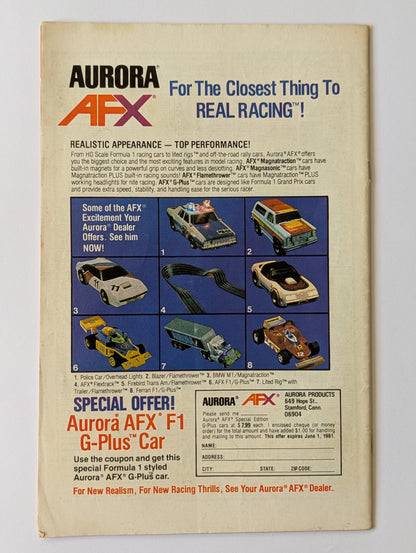 AURORA®
AFX®
For The Closest Thing To
REAL RACING™!
REALISTIC APPEARANCE — TOP PERFORMANCE!
From HO Scale Formula 1 racing cars to lited rigs™ and off-the-road rally cars, Aurora® AFX® offers
you the biggest choice and the most exciting features in model racing. AFX® Magnatraction™ cars have
built-in magnets for a powerful grip on curves and less deslotting. AFX® Magnasonic™ cars have
Magnatraction PLUS built-in racing sounds! AFX® Flamethrower™ cars have Magnatraction™ PLUS
working headlights for nite racing. AFX® G-Plus™ cars are designed like Formula 1 Grand Prix cars
and provide extra speed, stability, and handling ease for the serious racer.
Some of the AFX®
Excitement Your
Aurora® Dealer
Offers. See him
NOW!
1
2
11
3
4
5
6
7
12
8
1. Police Car/Overhead Lights 2. Blazer/Flamethrower™ 3. BMW M1/Magnatraction™
4. AFX® Flextrack™ 5. Firebird Trans Am/Flamethrower™ 6. AFX F1/G-Plus™ 7. Lited Rig™ with
Trailer/Flamethrower™ 8. Ferrari F1/G-Plus™
SPECIAL OFFER!
Aurora® AFX® F1
G-Plus™ Car
Use the coupon and get this
special Formula 1 styled
Aurora® AFX® G-Plus™ car.
AURORA® AFX®
AURORA PRODUCTS
649 Hope St.
Stamford, Conn.
06904
Please send me
Aurora® AFX® Special Edition
G-Plus cars at $7.99 each. I enclosed cheque (or money
order) for the total amount and have added $1.00 for handling
and mailing to this amount. This offer expires June 1, 1981.
NAME:
ADDRESS:
CITY: STATE: ZIP CODE:
For New Realism, For New Racing Thrills, See Your Aurora® AFX® Dealer.